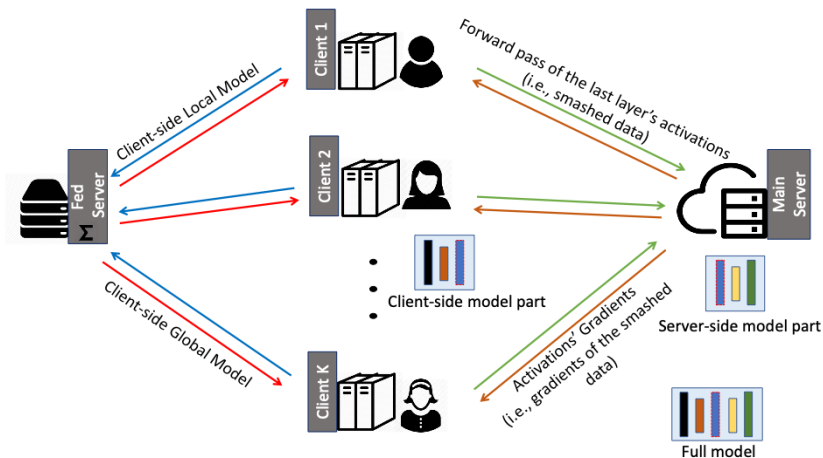 Client 1
Forward pass of the last layer's activations
(i.e., smashed data)
Client-side Local Model
Client 2
Fed
Server
Σ
Main
Server
Client-side model part
Server-side model part
Client-side Global Model
Activations' Gradients
(i.e., gradients of the smashed
data)
Client K
Full model